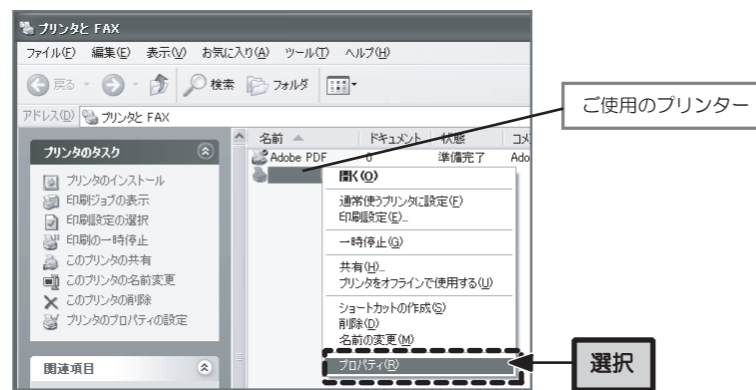 プリンタと FAX
ファイル(F) 編集(E) 表示(V) お気に入り(A) ツール(T) ヘルプ(H)
戻る 検索 フォルダ
アドレス(D) プリンタと FAX
ご使用のプリンター
プリンタのタスク
プリンタのインストール
印刷ジョブの表示
印刷設定の選択
印刷の一時停止
このプリンタの共有
このプリンタの名前変更
このプリンタの削除
プリンタのプロパティの設定
関連項目
名前 ドキュメント 状態 コメ
Adobe PDF 0 準備完了 Ado
開く(O)
通常使うプリンタに設定(F)
印刷設定(E)...
一時停止(G)
共有(H)...
プリンタをオフラインで使用する(U)
ショートカットの作成(S)
削除(D)
名前の変更(M)
プロパティ(R)
選択